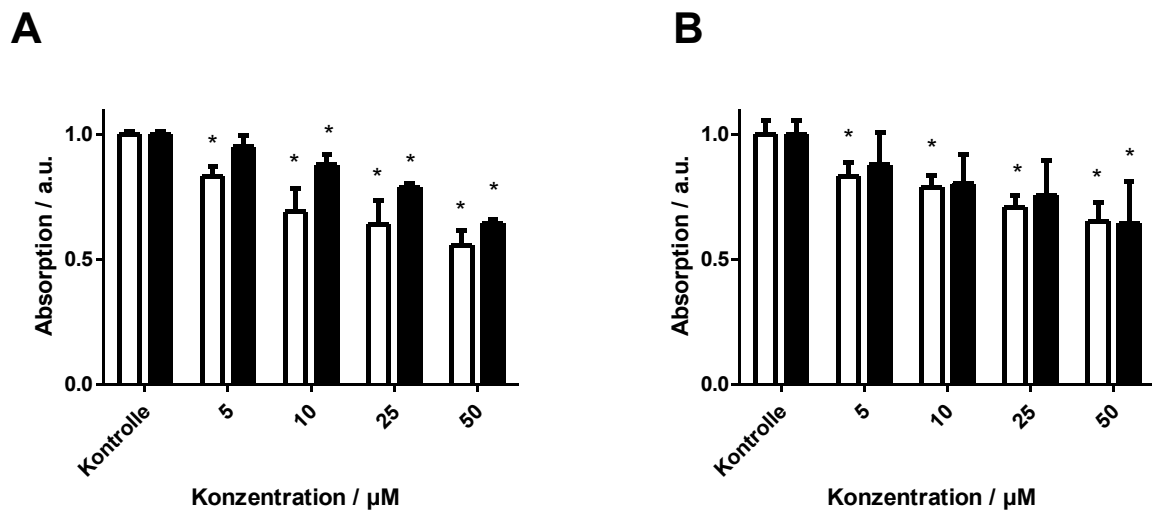 A
Absorption / a.u.
1.0
0.5
0.0
* * * * * * *
Kontrolle 5 10 25 50
Konzentration / µM
B
Absorption / a.u.
1.0
0.5
0.0
* * * * *
Kontrolle 5 10 25 50
Konzentration / µM